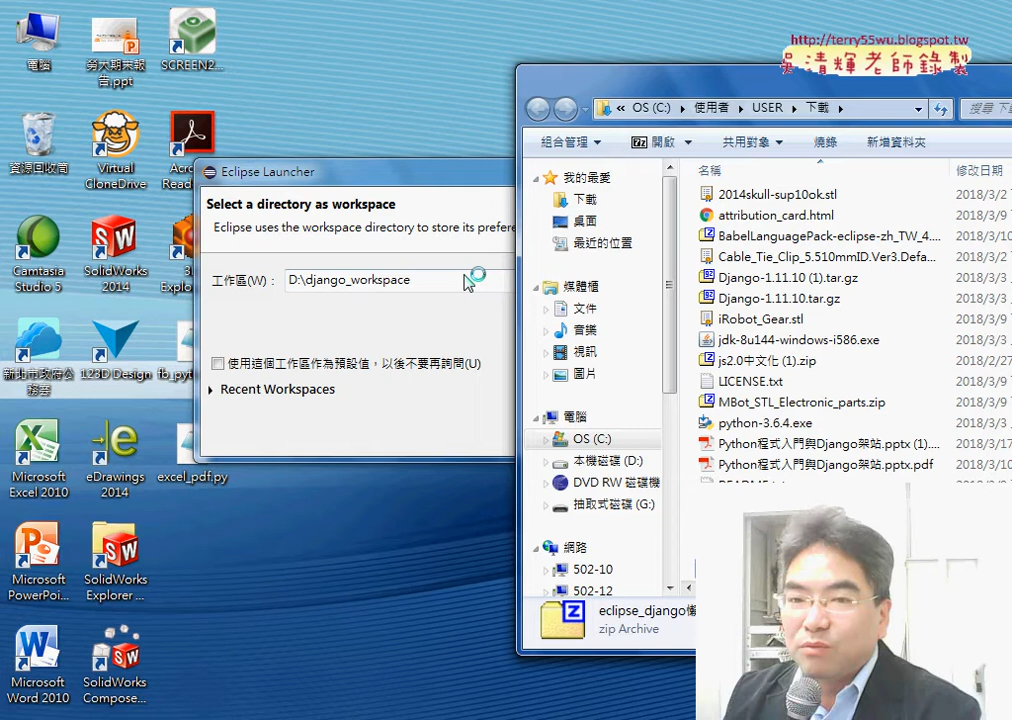 http://terry55wu.blogspot.tw
吳清輝老師錄製
電腦
勞大期末報
告.ppt
SCREEN2...
資源回收筒
Virtual
CloneDrive
Acro
Read
Camtasia
Studio 5
SolidWorks
2014
3
Explo
新北市政府公
務雲
123D Design
fb_pyt
Microsoft
Excel 2010
eDrawings
2014
excel_pdf.py
Microsoft
PowerPoi...
SolidWorks
Explorer ...
Microsoft
Word 2010
SolidWorks
Compose...
Eclipse Launcher
Select a directory as workspace
Eclipse uses the workspace directory to store its prefere
工作區(W)：
D:\django_workspace
使用這個工作區作為預設值，以後不要再詢問(U)
Recent Workspaces
« OS (C:) 使用者 USER 下載
搜尋 下
組合管理 開啟 共用對象 燒錄 新增資料夾
我的最愛
下載
桌面
最近的位置
媒體櫃
文件
音樂
視訊
圖片
電腦
OS (C:)
本機磁碟 (D:)
DVD RW 磁碟機
抽取式磁碟 (G:)
網路
502-10
502-12
名稱 修改日期
2014skull-sup10ok.stl 2018/3/2
attribution_card.html 2018/3/9
BabelLanguagePack-eclipse-zh_TW_4.... 2018/3/10
Cable_Tie_Clip_5.510mmID.Ver3.Defa... 2018/3/9
Django-1.11.10 (1).tar.gz 2018/3/9
Django-1.11.10.tar.gz 2018/3/9
iRobot_Gear.stl 2018/3/9
jdk-8u144-windows-i586.exe 2018/3/9
js2.0中文化 (1).zip 2018/2/27
LICENSE.txt 2018/3/9
MBot_STL_Electronic_parts.zip 2018/3/9
python-3.6.4.exe 2018/3/9
Python程式入門與Django架站.pptx (1).... 2018/3/17
Python程式入門與Django架站.pptx.pdf 2018/3/10
eclipse_django懶
zip Archive